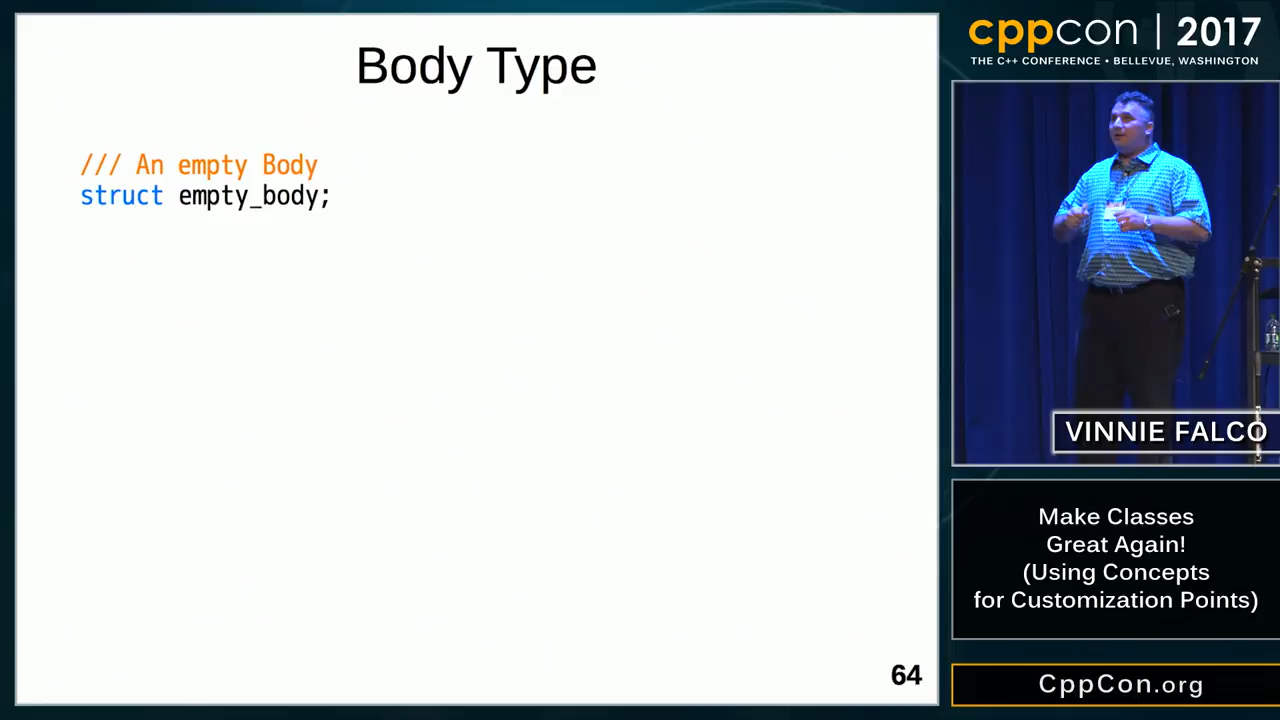 Body Type
/// An empty Body
struct empty_body;
64
cppcon | 2017
THE C++ CONFERENCE • BELLEVUE, WASHINGTON
VINNIE FALCO
Make Classes
Great Again!
(Using Concepts
for Customization Points)
CppCon.org